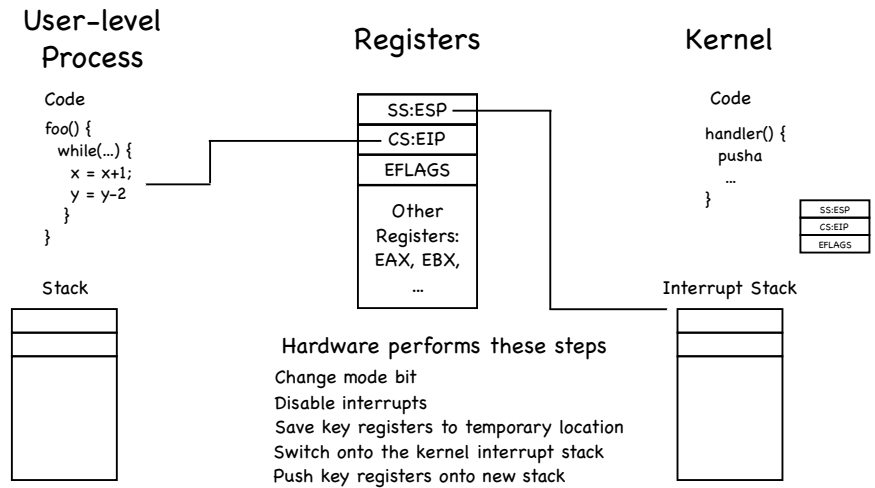 User-level
Process
Registers
Kernel
Code
foo() {
while(...) {
x = x+1;
y = y-2
}
}
Stack
SS:ESP
CS:EIP
EFLAGS
Other
Registers:
EAX, EBX,
...
Code
handler() {
pusha
...
}
SS:ESP
CS:EIP
EFLAGS
Interrupt Stack
Hardware performs these steps
Change mode bit
Disable interrupts
Save key registers to temporary location
Switch onto the kernel interrupt stack
Push key registers onto new stack